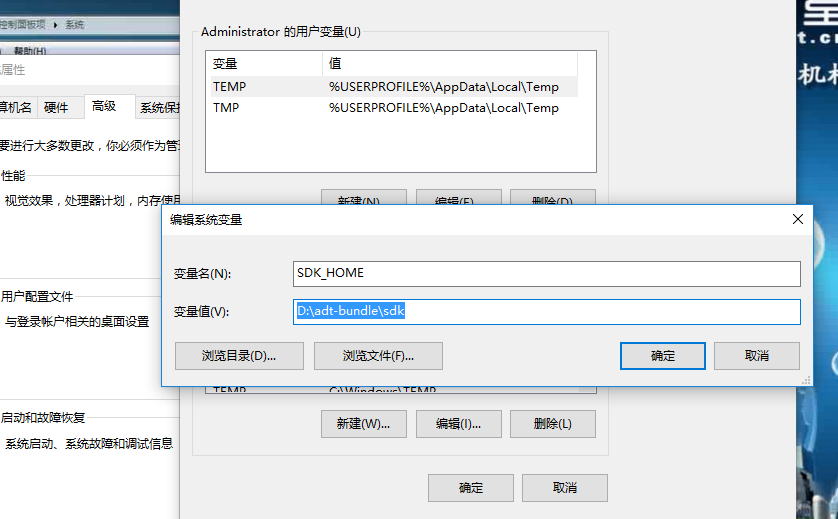 控制面板项 › 系统
帮助(H)
属性
算机名 硬件 高级 系统保护
要进行大多数更改，你必须作为管
性能
视觉效果，处理器计划，内存使用
用户配置文件
与登录帐户相关的桌面设置
启动和故障恢复
系统启动、系统故障和调试信息
Administrator 的用户变量(U)
变量 值
TEMP %USERPROFILE%\AppData\Local\Temp
TMP %USERPROFILE%\AppData\Local\Temp
新建(N)... 编辑(E)... 删除(D)
编辑系统变量
变量名(N): SDK_HOME
变量值(V): D:\adt-bundle\sdk
浏览目录(D)... 浏览文件(F)... 确定 取消
TEMP C:\Windows\TEMP
新建(W)... 编辑(I)... 删除(L)
确定 取消
t.c
机